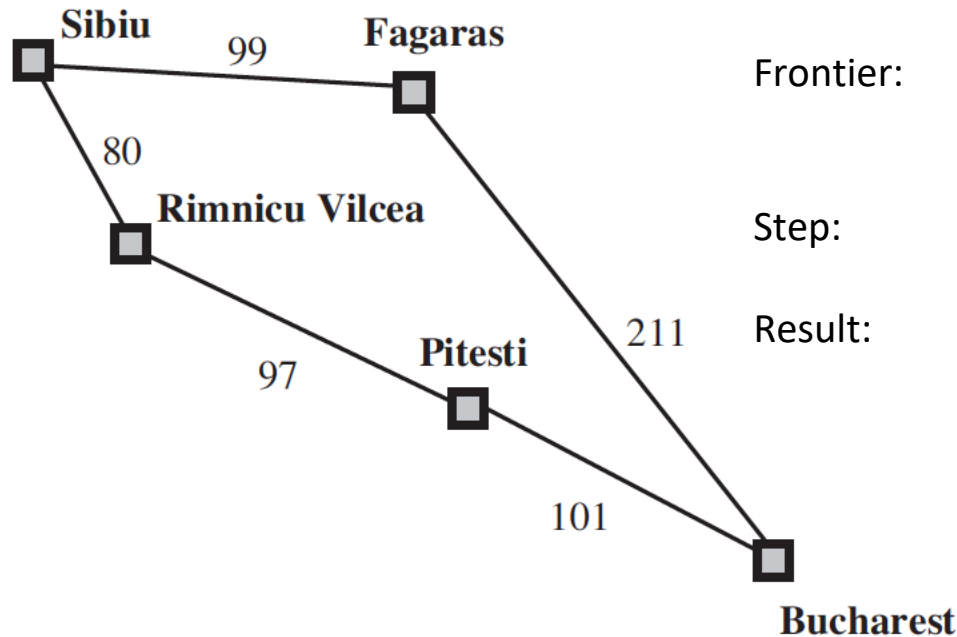 Sibiu
Fagaras
99
Frontier:
80
Rimnicu Vilcea
Step:
211
Result:
Pitesti
97
101
Bucharest